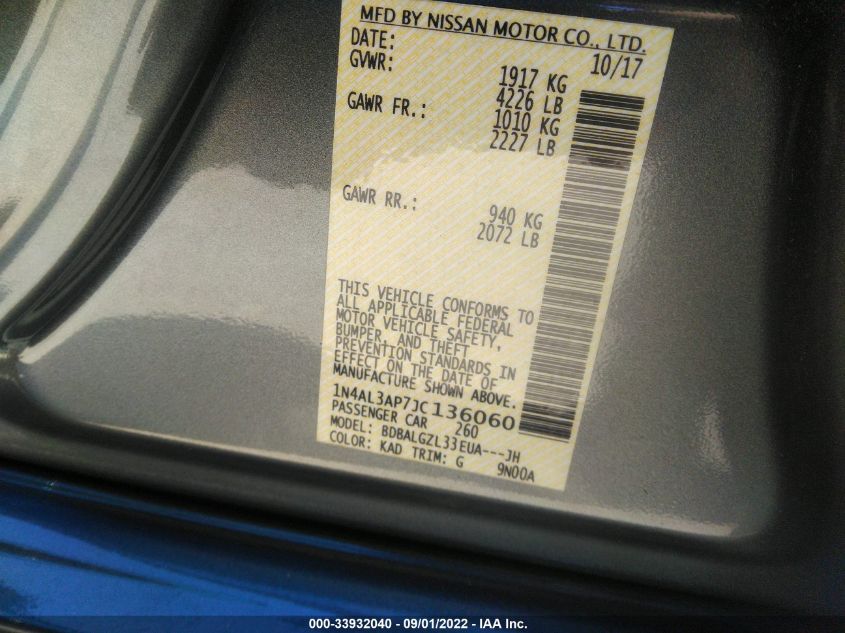 MFD BY NISSAN MOTOR CO., LTD.
DATE: 10/17
GVWR: 1917 KG
4226 LB
GAWR FR.: 1010 KG
2227 LB
GAWR RR.: 940 KG
2072 LB
THIS VEHICLE CONFORMS TO
ALL APPLICABLE FEDERAL
MOTOR VEHICLE SAFETY,
BUMPER, AND THEFT
PREVENTION STANDARDS IN
EFFECT ON THE DATE OF
MANUFACTURE SHOWN ABOVE.
1N4AL3AP7JC136060
PASSENGER CAR 260
MODEL: BDBALGZL33EUA---JH
COLOR: KAD TRIM: G 9N00A
000-33932040 - 09/01/2022 - IAA Inc.